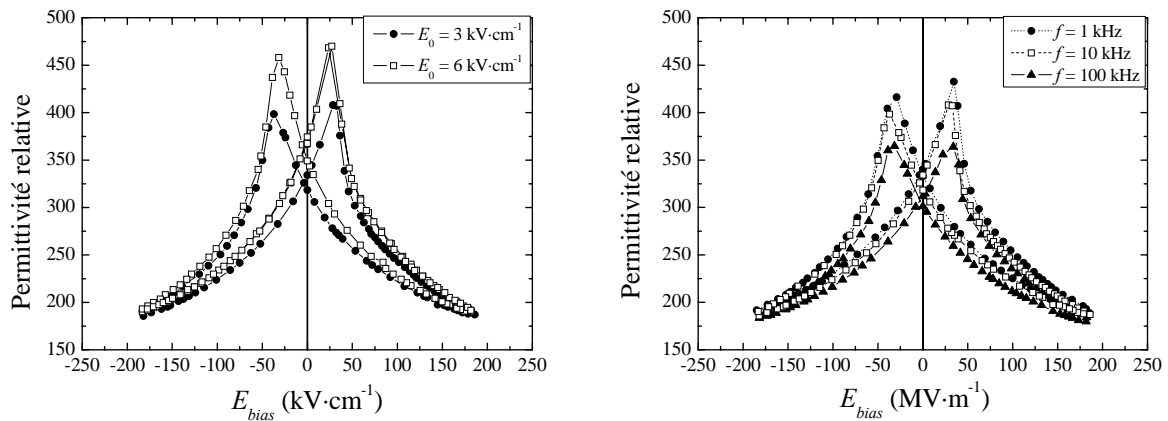 500
450
400
350
300
250
200
150
-250 -200 -150 -100 -50 0 50 100 150 200 250
Permittivité relative
E_bias (kV·cm⁻¹)
E₀ = 3 kV·cm⁻¹
E₀ = 6 kV·cm⁻¹
500
450
400
350
300
250
200
150
-250 -200 -150 -100 -50 0 50 100 150 200 250
Permittivité relative
E_bias (MV·m⁻¹)
f = 1 kHz
f = 10 kHz
f = 100 kHz